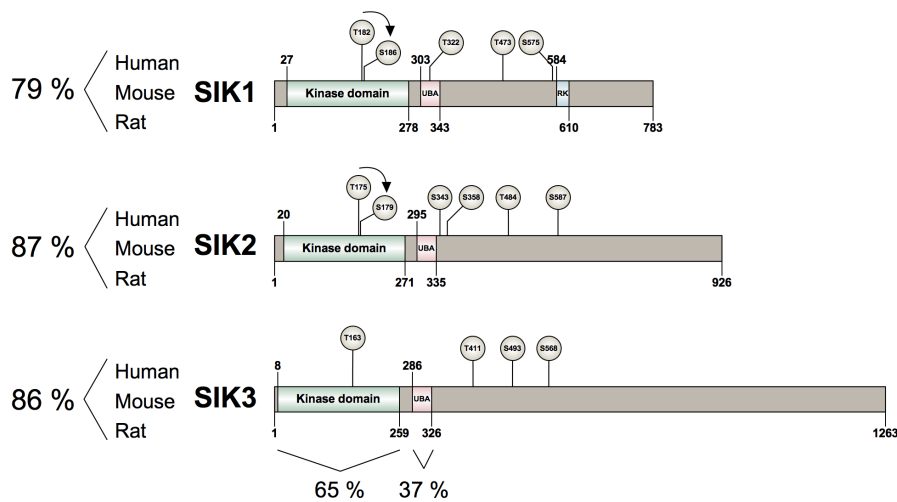 T182
S186
T322
T473
S575
27
303
584
79 %
Human
Mouse
Rat
SIK1
Kinase domain
UBA
RK
1
278
343
610
783
T175
S179
S343
S358
T484
S587
20
295
87 %
Human
Mouse
Rat
SIK2
Kinase domain
UBA
1
271
335
926
T163
T411
S493
S568
8
286
86 %
Human
Mouse
Rat
SIK3
Kinase domain
UBA
1
259
326
1263
65 %
37 %